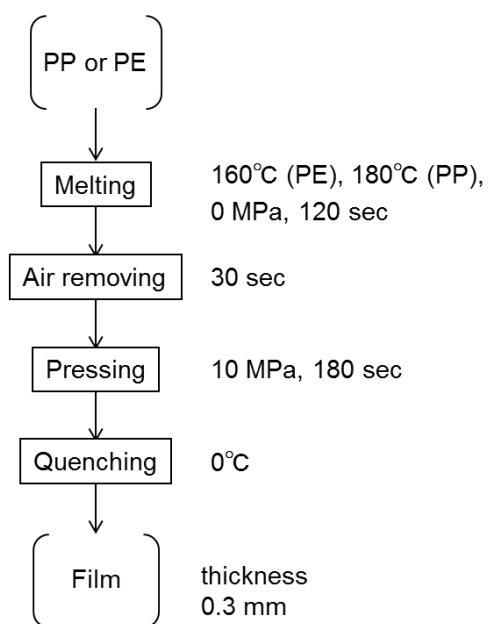 PP or PE
Melting
160℃ (PE), 180℃ (PP),
0 MPa, 120 sec
Air removing
30 sec
Pressing
10 MPa, 180 sec
Quenching
0℃
Film
thickness
0.3 mm